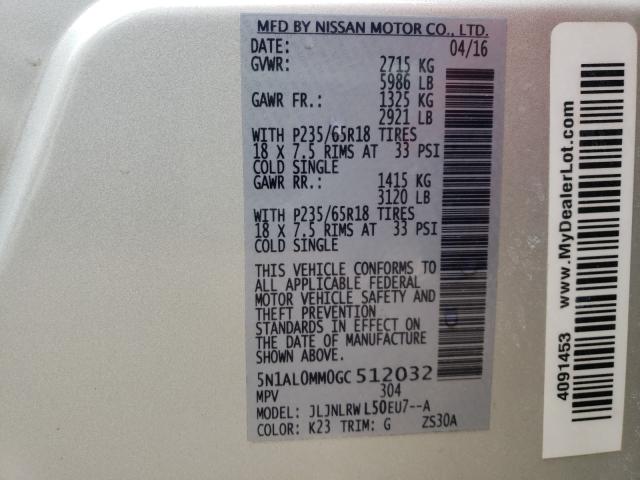 MFD BY NISSAN MOTOR CO., LTD.
DATE: 04/16
GVWR: 2715 KG
5986 LB
GAWR FR.: 1325 KG
2921 LB
WITH P235/65R18 TIRES
18 X 7.5 RIMS AT 33 PSI
COLD SINGLE
GAWR RR.: 1415 KG
3120 LB
WITH P235/65R18 TIRES
18 X 7.5 RIMS AT 33 PSI
COLD SINGLE
THIS VEHICLE CONFORMS TO
ALL APPLICABLE FEDERAL
MOTOR VEHICLE SAFETY AND
THEFT PREVENTION
STANDARDS IN EFFECT ON
THE DATE OF MANUFACTURE
SHOWN ABOVE.
5N1AL0MM0GC 512032
MPV 304
MODEL: JLJNLRW L50EU7--A
COLOR: K23 TRIM: G ZS30A
4091453 www.MyDealerLot.com